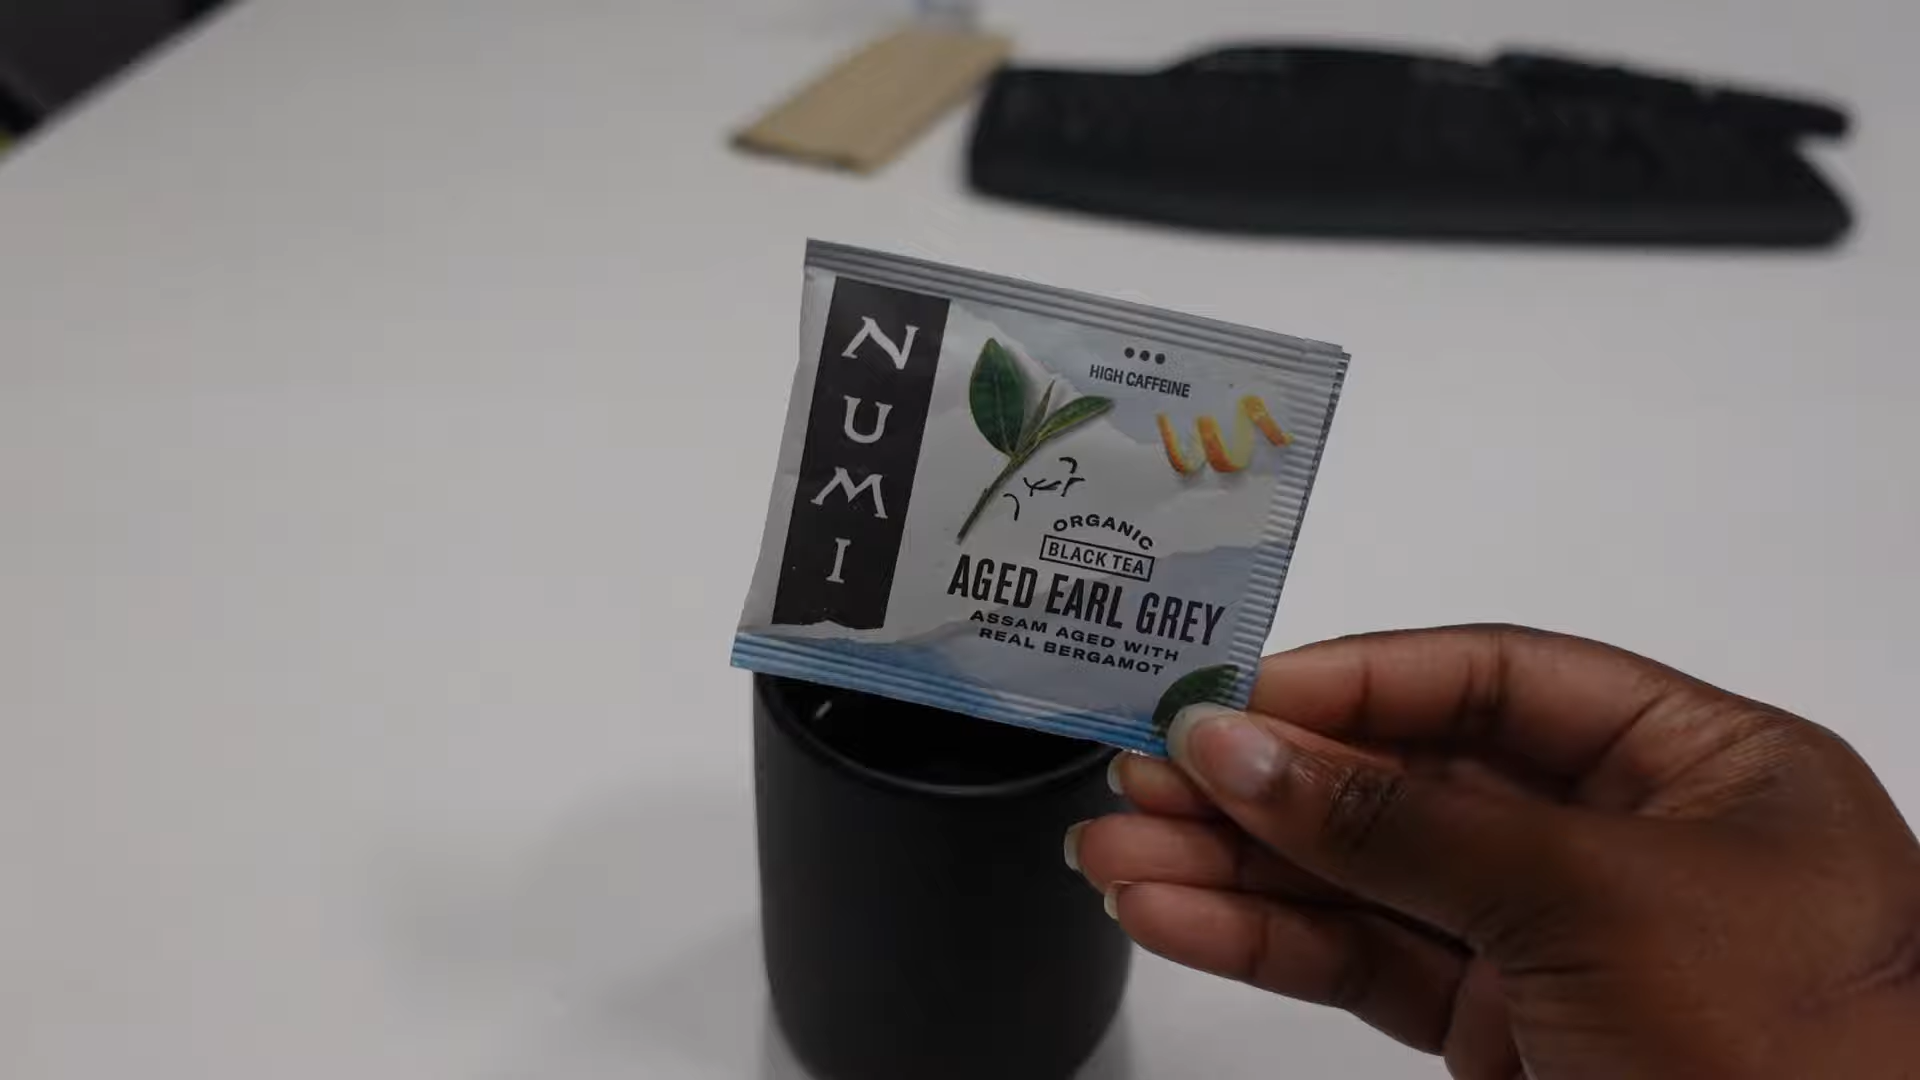 NUMI
HIGH CAFFEINE
ORGANIC
BLACK TEA
AGED EARL GREY
ASSAM AGED WITH
REAL BERGAMOT